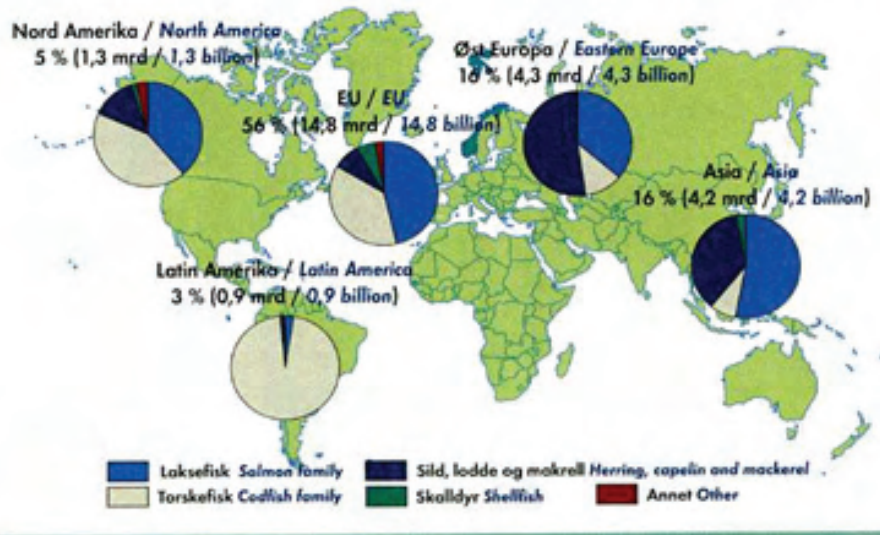 Nord Amerika / North America
5 % (1,3 mrd / 1,3 billion)
Øst Europa / Eastern Europe
16 % (4,3 mrd / 4,3 billion)
EU / EU
56 % (14,8 mrd / 14,8 billion)
Asia / Asia
16 % (4,2 mrd / 4,2 billion)
Latin Amerika / Latin America
3 % (0,9 mrd / 0,9 billion)
Laksefisk Salmon family
Sild, lodde og makrell Herring, capelin and mackerel
Torskefisk Codfish family
Skalldyr Shellfish
Annet Other